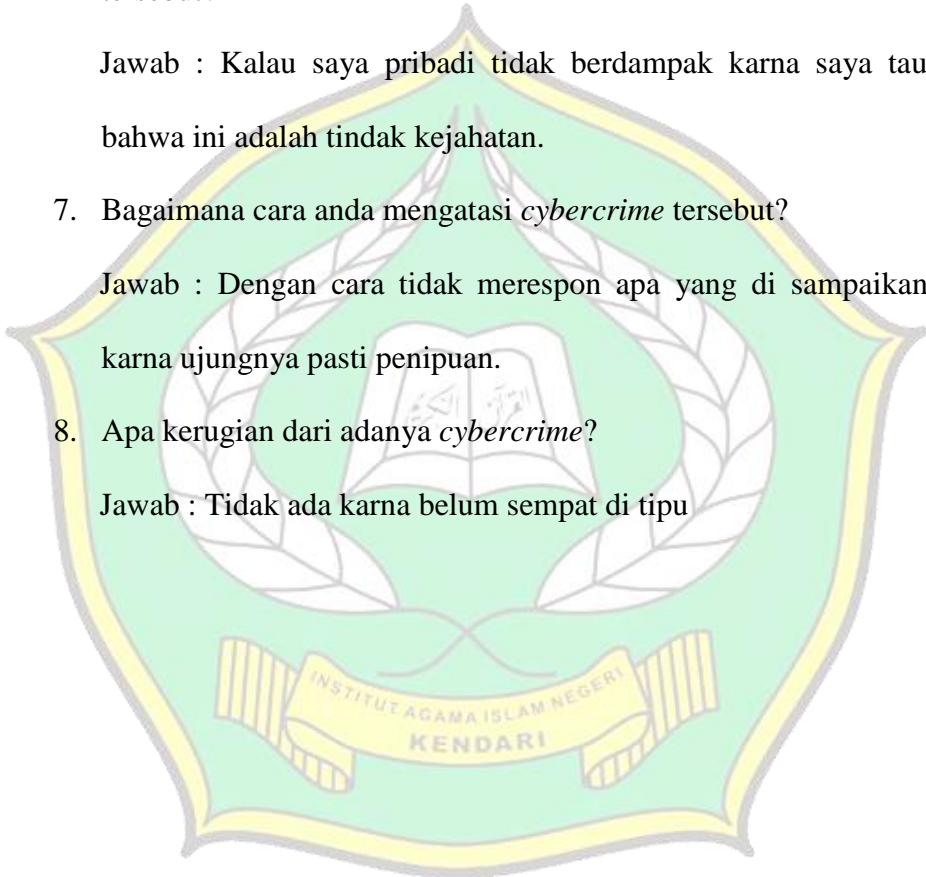 Jawab : Kalau saya pribadi tidak berdampak karna saya tau
bahwa ini adalah tindak kejahatan.
7. Bagaimana cara anda mengatasi cybercrime tersebut?
Jawab : Dengan cara tidak merespon apa yang di sampaikan
karna ujungnya pasti penipuan.
القرآن الكريم
8. Apa kerugian dari adanya cybercrime?
Jawab : Tidak ada karna belum sempat di tipu
INSTITUT AGAMA ISLAM NEGERI
KENDARI